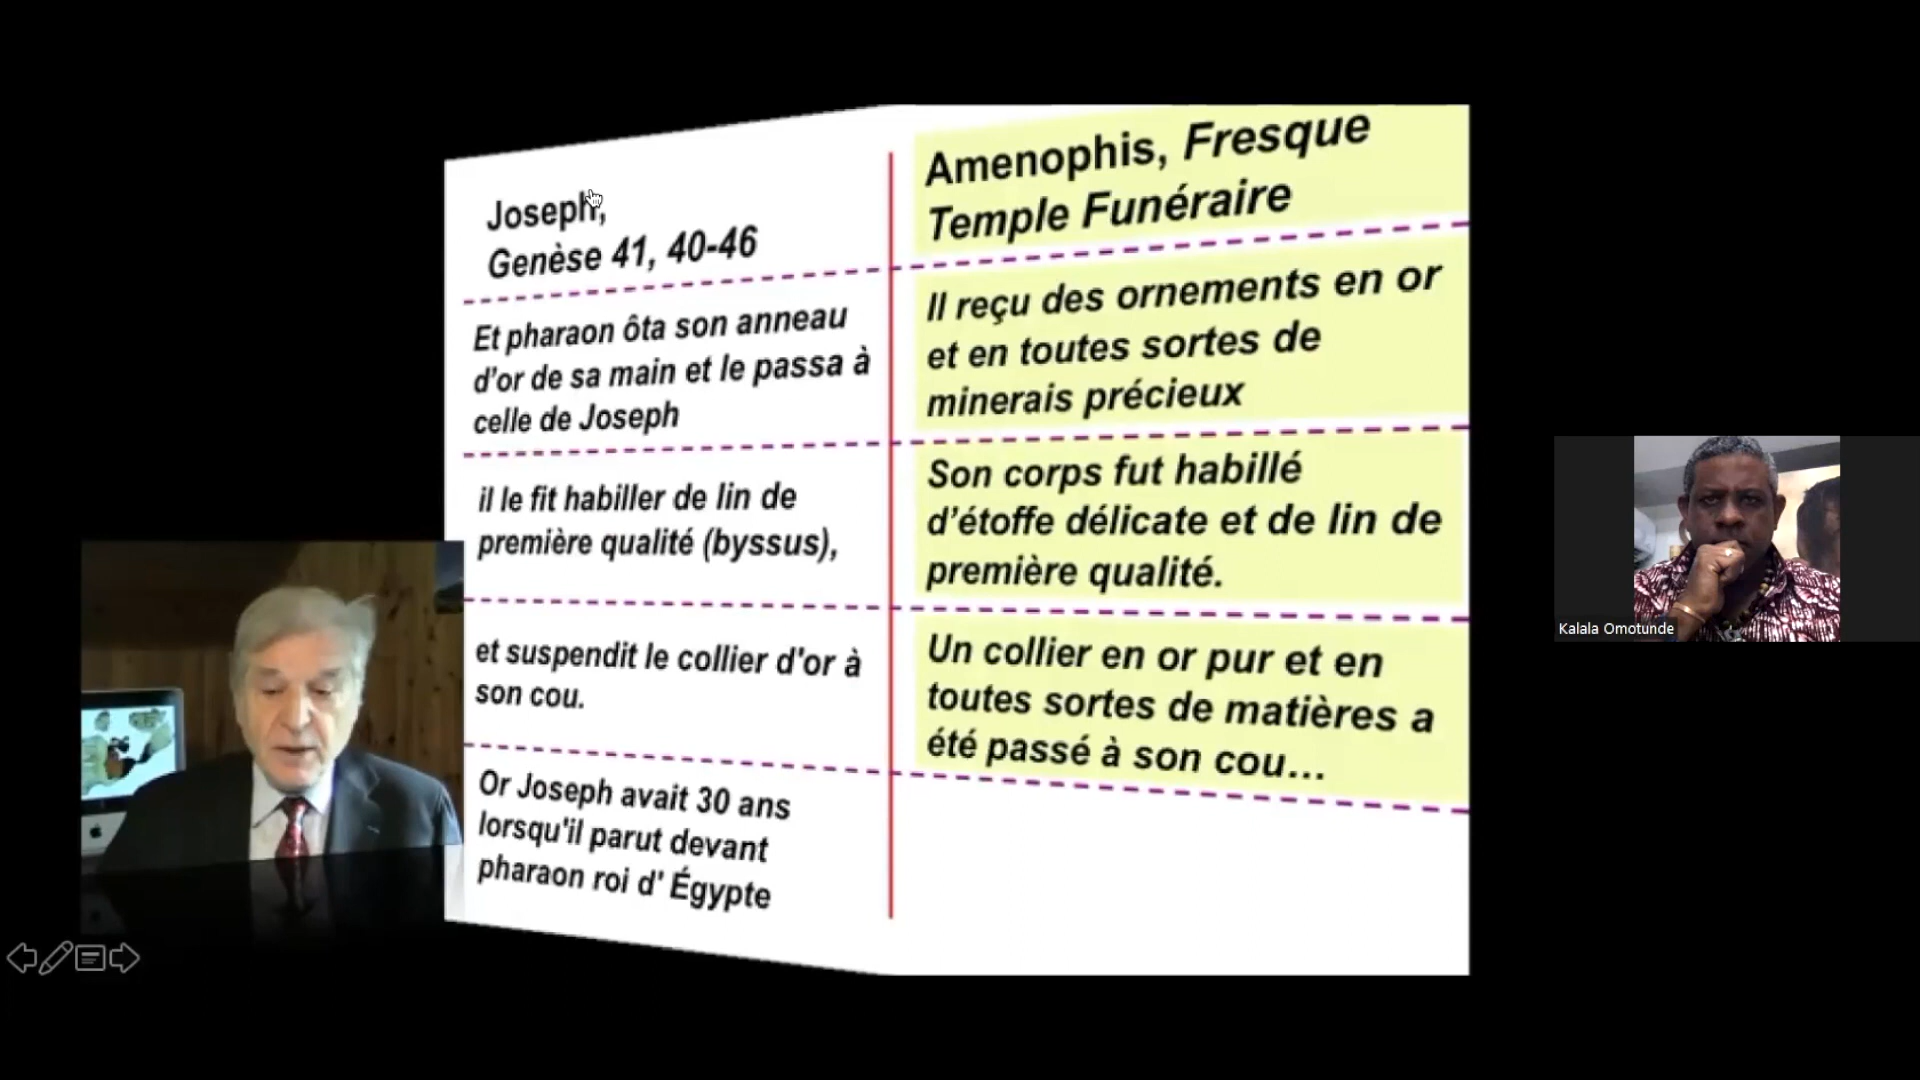 Joseph,
Genèse 41, 40-46
Et pharaon ôta son anneau
d'or de sa main et le passa à
celle de Joseph
il le fit habiller de lin de
première qualité (byssus),
et suspendit le collier d'or à
son cou.
Or Joseph avait 30 ans
lorsqu'il parut devant
pharaon roi d' Égypte
Amenophis, Fresque
Temple Funéraire
Il reçu des ornements en or
et en toutes sortes de
minerais précieux
Son corps fut habillé
d’étoffe délicate et de lin de
première qualité.
Un collier en or pur et en
toutes sortes de matières a
été passé à son cou…
Kalala Omotunde